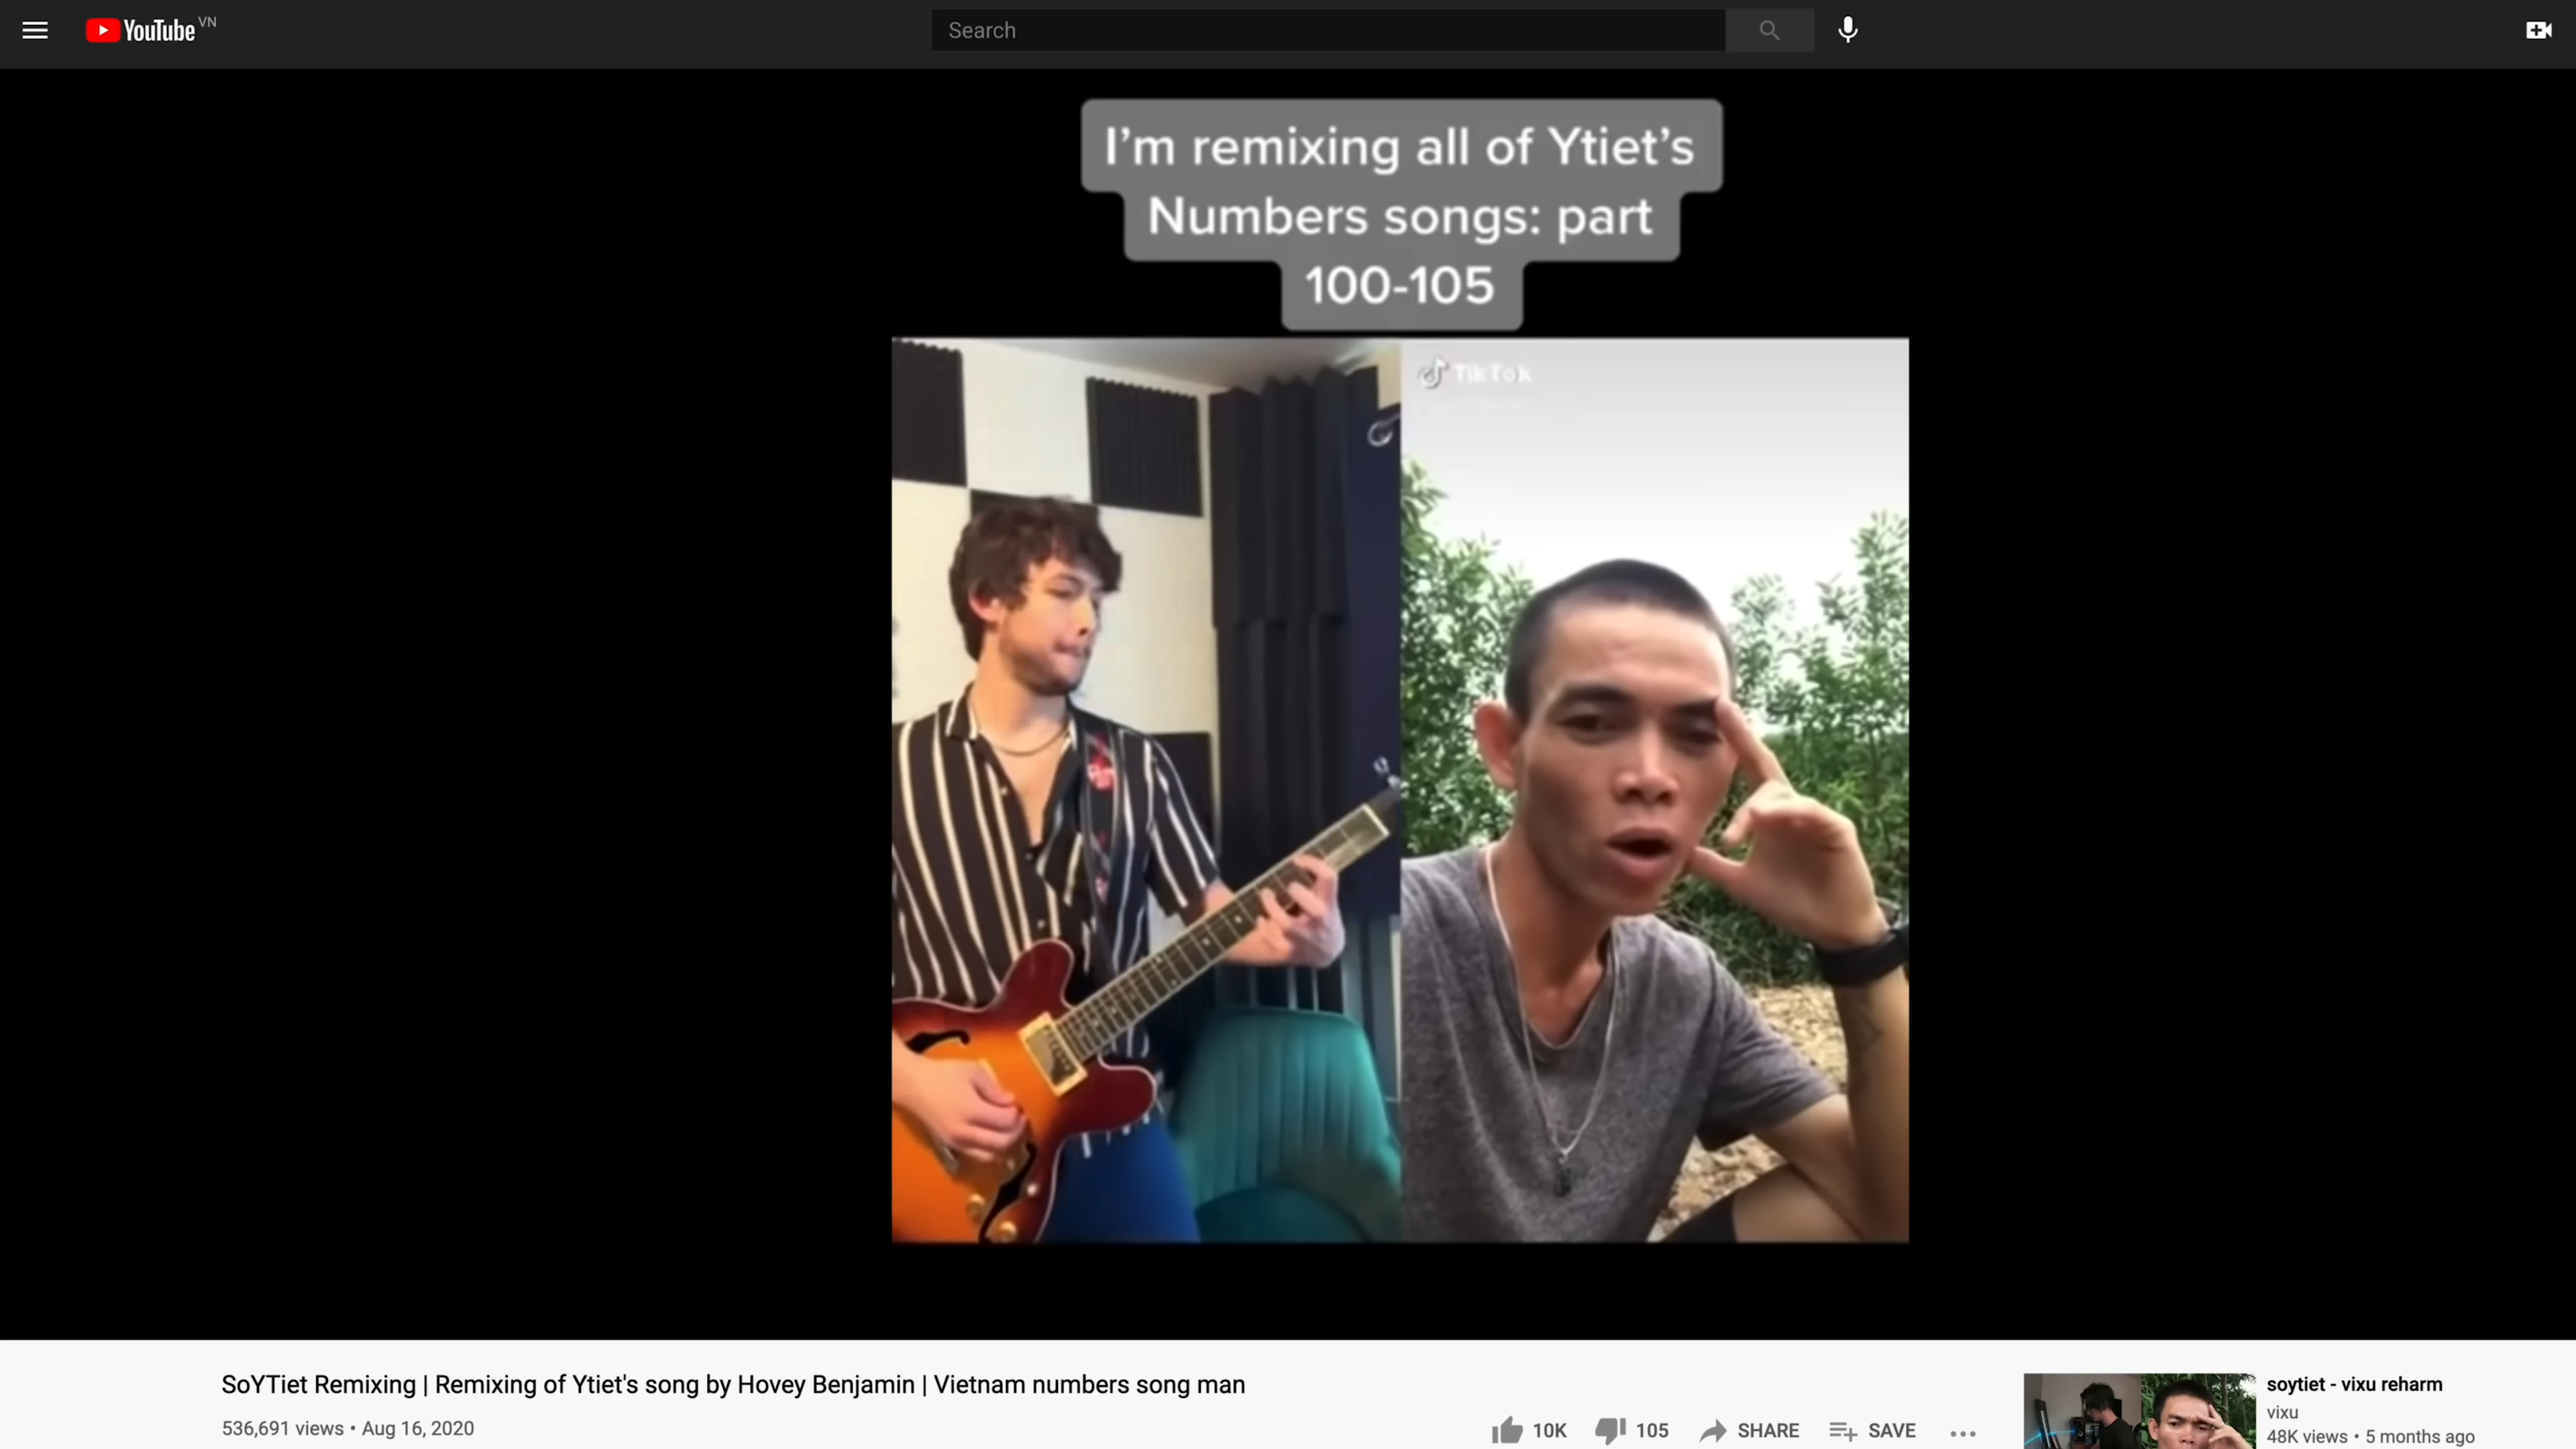 YouTube VN
Search
I'm remixing all of Ytiet's
Numbers songs: part
100-105
TikTok
SoYTiet Remixing | Remixing of Ytiet's song by Hovey Benjamin | Vietnam numbers song man
536,691 views • Aug 16, 2020
10K
105
SHARE
SAVE
soytiet - vixu reharm
vixu
48K views • 5 months ago